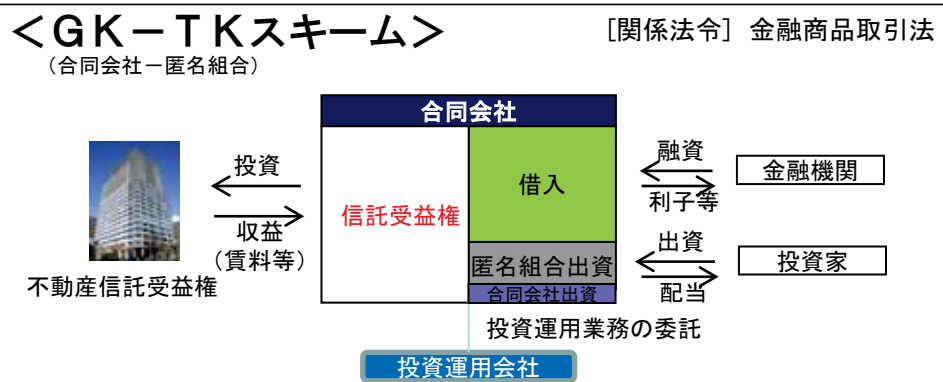 ＜ＧＫ－ＴＫスキーム＞
［関係法令］金融商品取引法
（合同会社－匿名組合）
合同会社
投資
収益
（賃料等）
不動産信託受益権
信託受益権
借入
匿名組合出資
合同会社出資
融資
利子等
金融機関
出資
配当
投資家
投資運用業務の委託
投資運用会社